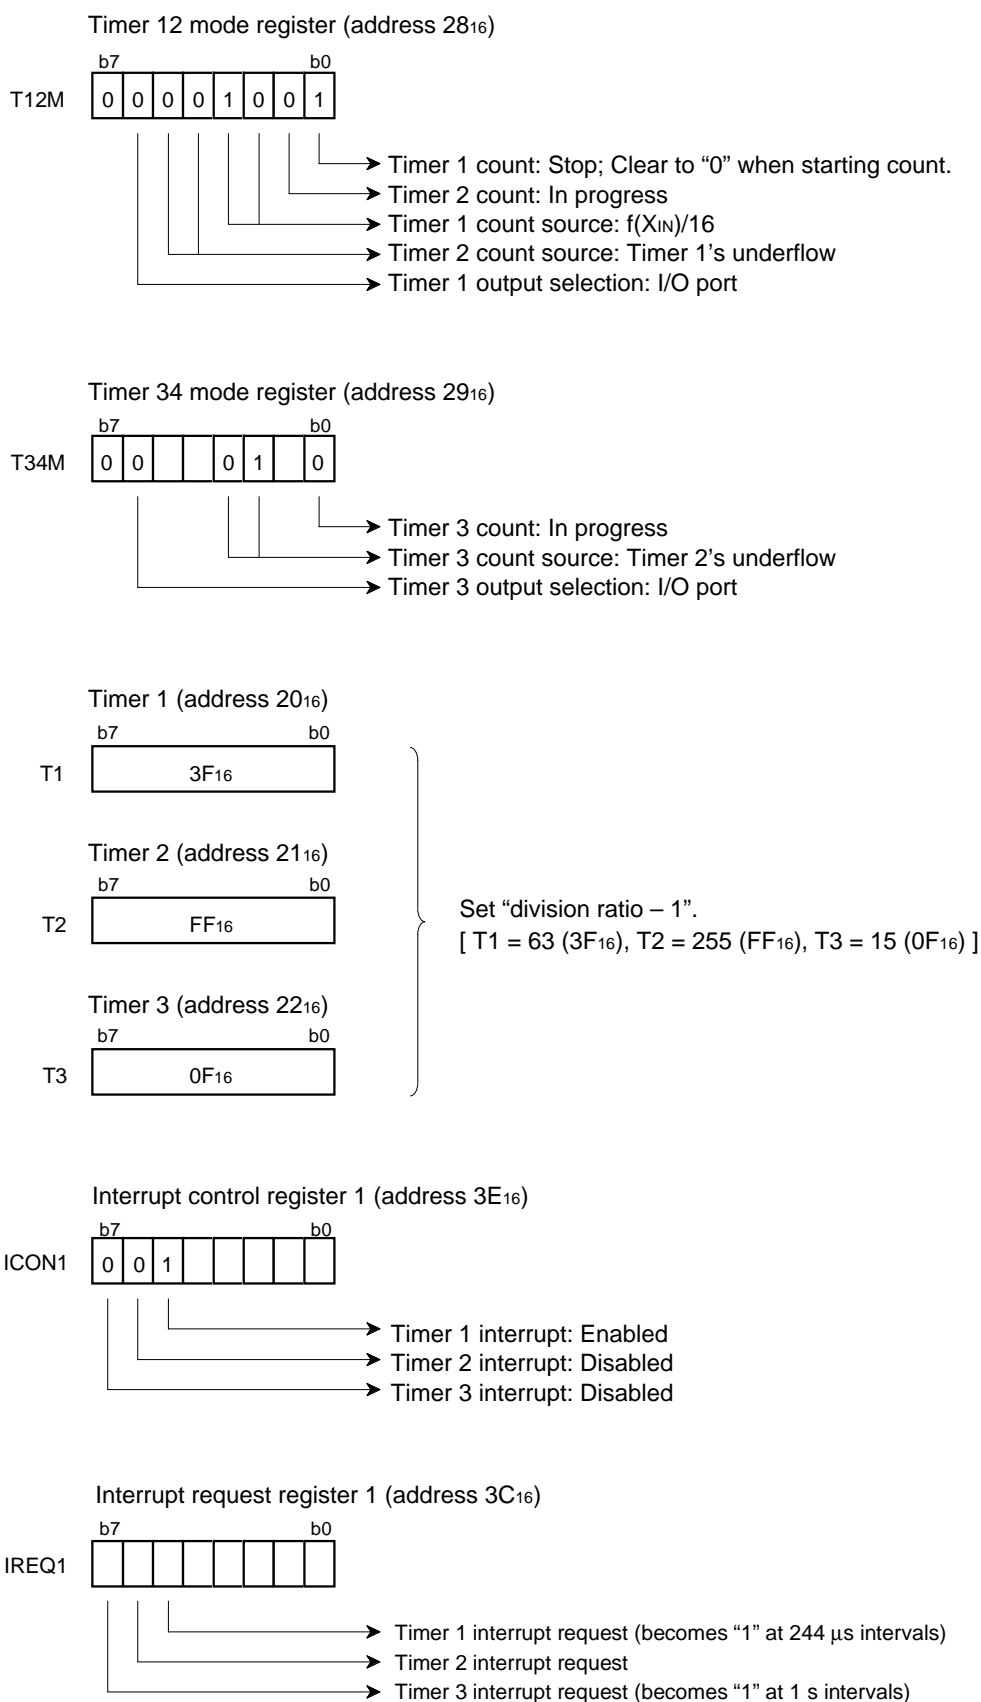 Timer 12 mode register (address 2816)
b7 b0
T12M 0 0 0 0 1 0 0 1
Timer 1 count: Stop; Clear to “0” when starting count.
Timer 2 count: In progress
Timer 1 count source: f(XIN)/16
Timer 2 count source: Timer 1’s underflow
Timer 1 output selection: I/O port
Timer 34 mode register (address 2916)
b7 b0
T34M 0 0 0 1 0
Timer 3 count: In progress
Timer 3 count source: Timer 2’s underflow
Timer 3 output selection: I/O port
Timer 1 (address 2016)
b7 b0
T1 3F16
Timer 2 (address 2116)
b7 b0
T2 FF16
Set “division ratio – 1”.
[ T1 = 63 (3F16), T2 = 255 (FF16), T3 = 15 (0F16) ]
Timer 3 (address 2216)
b7 b0
T3 0F16
Interrupt control register 1 (address 3E16)
b7 b0
ICON1 0 0 1
Timer 1 interrupt: Enabled
Timer 2 interrupt: Disabled
Timer 3 interrupt: Disabled
Interrupt request register 1 (address 3C16)
b7 b0
IREQ1
Timer 1 interrupt request (becomes “1” at 244 μs intervals)
Timer 2 interrupt request
Timer 3 interrupt request (becomes “1” at 1 s intervals)